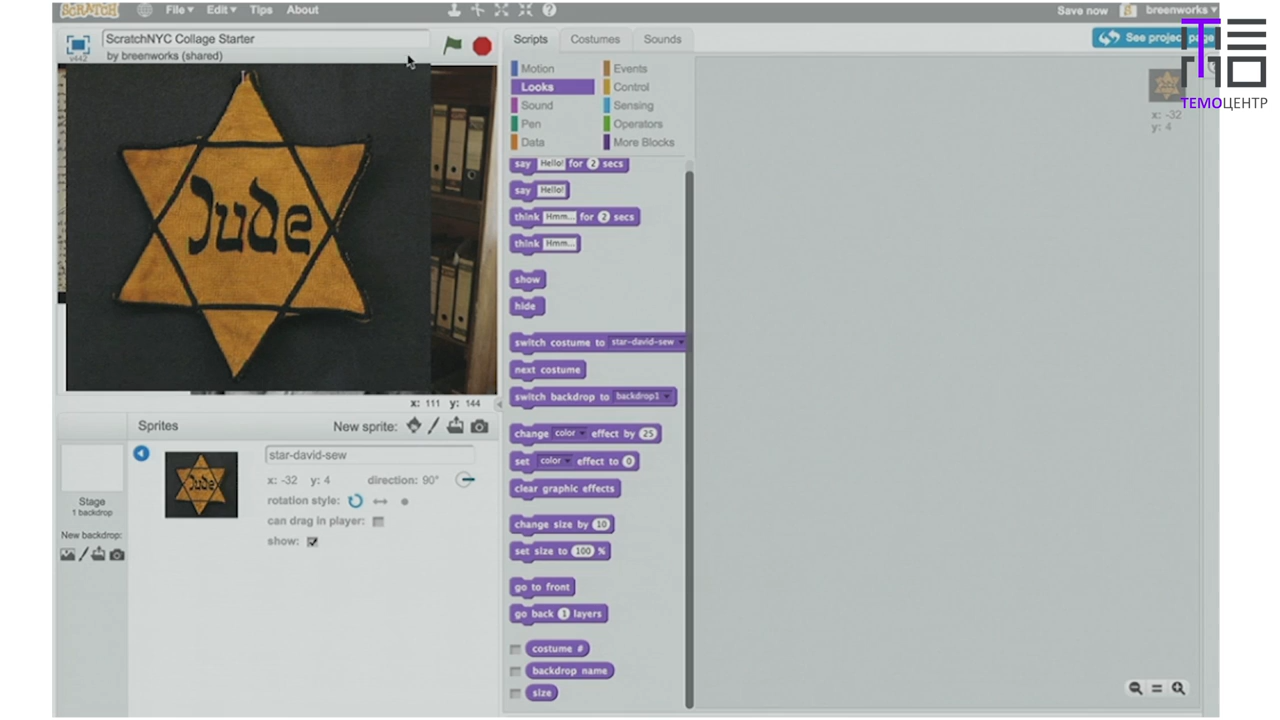 SCRATCH
File▾ Edit▾ Tips About
Save now breenworks▾
v442
ScratchNYC Collage Starter
by breenworks (shared)
Scripts Costumes Sounds
See project page
ТЕМОЦЕНТР
Motion Events
Looks Control
Sound Sensing
Pen Operators
Data More Blocks
x: -32
y: 4
Jude
say Hello! for 2 secs
say Hello!
think Hmm... for 2 secs
think Hmm...
show
hide
switch costume to star-david-sew
next costume
switch backdrop to backdrop1
change color effect by 25
set color effect to 0
clear graphic effects
change size by 10
set size to 100 %
go to front
go back 1 layers
costume #
backdrop name
size
x: 111 y: 144
Sprites New sprite:
Stage
1 backdrop
New backdrop:
Jude
star-david-sew
x: -32 y: 4 direction: 90°
rotation style:
can drag in player:
show: